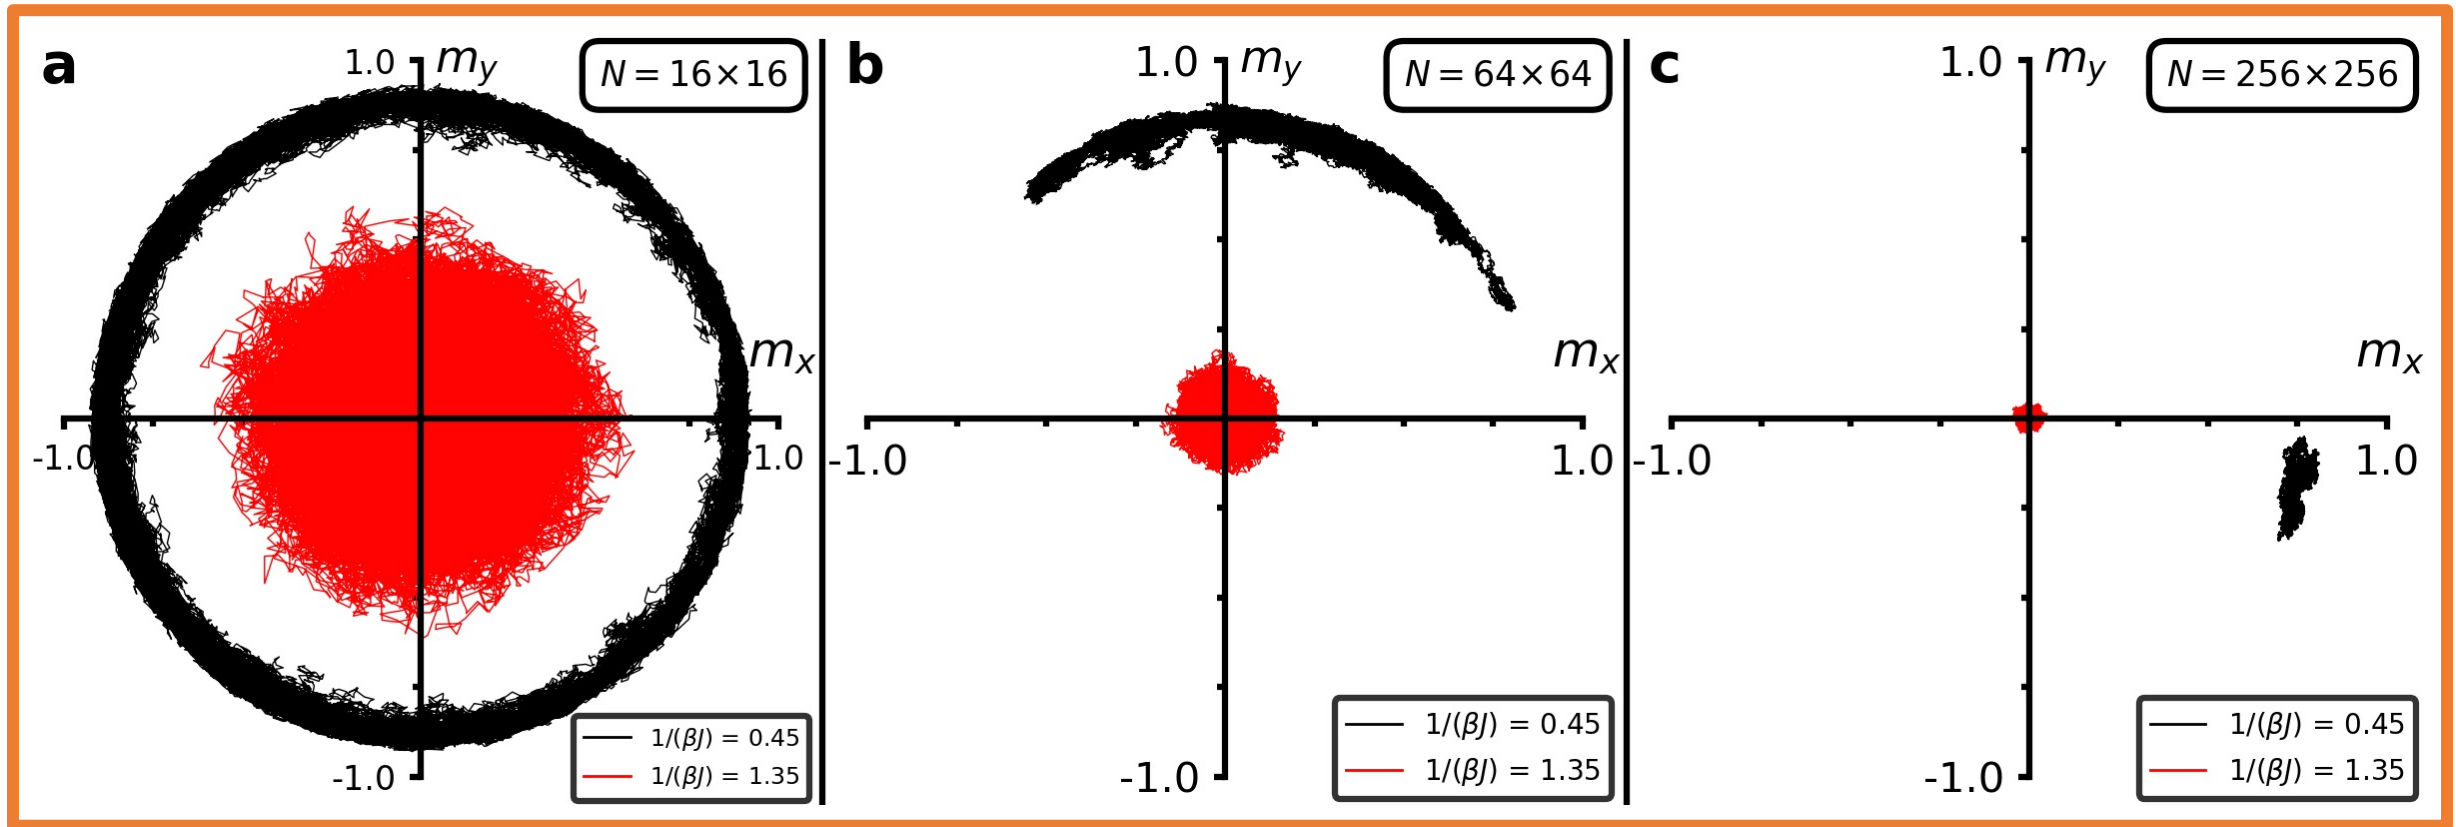 a
1.0
m_y
N = 16×16
m_x
-1.0
1.0
-1.0
1/(βJ) = 0.45
1/(βJ) = 1.35
b
1.0
m_y
N = 64×64
m_x
-1.0
1.0
-1.0
1/(βJ) = 0.45
1/(βJ) = 1.35
c
1.0
m_y
N = 256×256
m_x
-1.0
1.0
-1.0
1/(βJ) = 0.45
1/(βJ) = 1.35